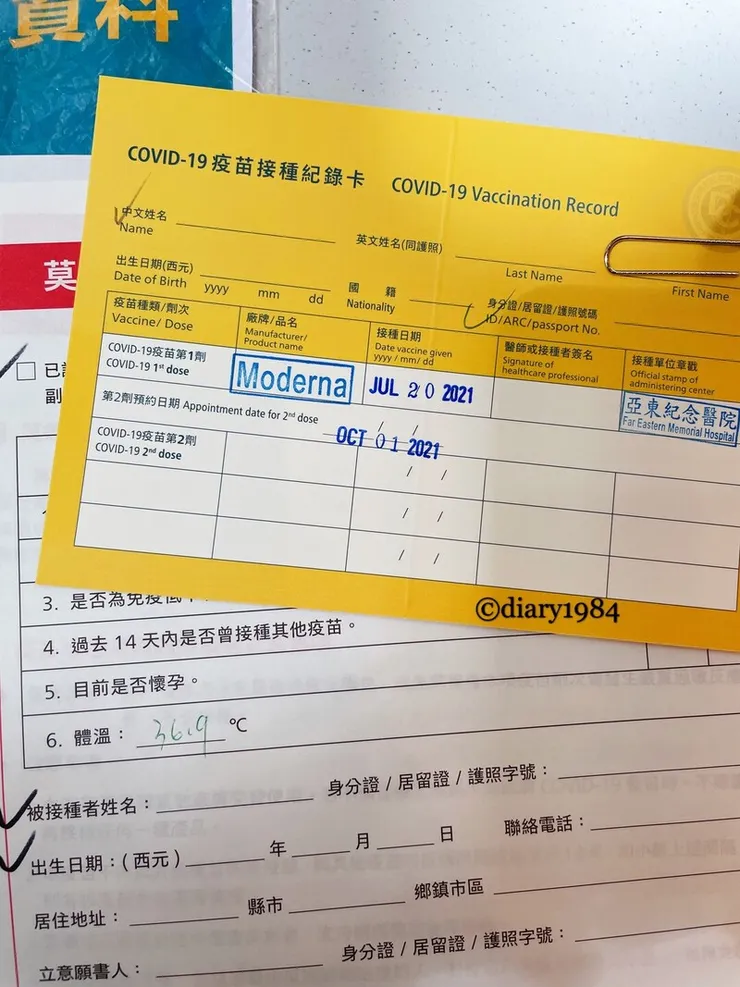 資料
COVID-19 疫苗接種紀錄卡 COVID-19 Vaccination Record
中文姓名
Name
英文姓名(同護照)
Last Name
First Name
出生日期(西元)
Date of Birth yyyy mm dd
國 籍
Nationality
身分證/居留證/護照號碼
ID/ARC/passport No.
疫苗種類/劑次
Vaccine/ Dose
廠牌/品名
Manufacturer/
Product name
接種日期
Date vaccine given
yyyy / mm / dd
醫師或接種者簽名
Signature of
healthcare professional
接種單位章戳
Official stamp of
administering center
COVID-19疫苗第1劑
COVID-19 1st dose
Moderna
JUL 20 2021
亞東紀念醫院
Far Eastern Memorial Hospital
第2劑預約日期 Appointment date for 2nd dose / /
OCT 01 2021
COVID-19疫苗第2劑
COVID-19 2nd dose
/ /
/ /
/ /
©diary1984
莫
已
副
3. 是否為免疫低
4. 過去 14 天內是否曾接種其他疫苗。
5. 目前是否懷孕。
6. 體溫： 36.9 ℃
被接種者姓名： 身分證 / 居留證 / 護照字號：
出生日期：(西元) 年 月 日 聯絡電話：
居住地址： 縣市 鄉鎮市區
立意願書人： 身分證 / 居留證 / 護照字號：